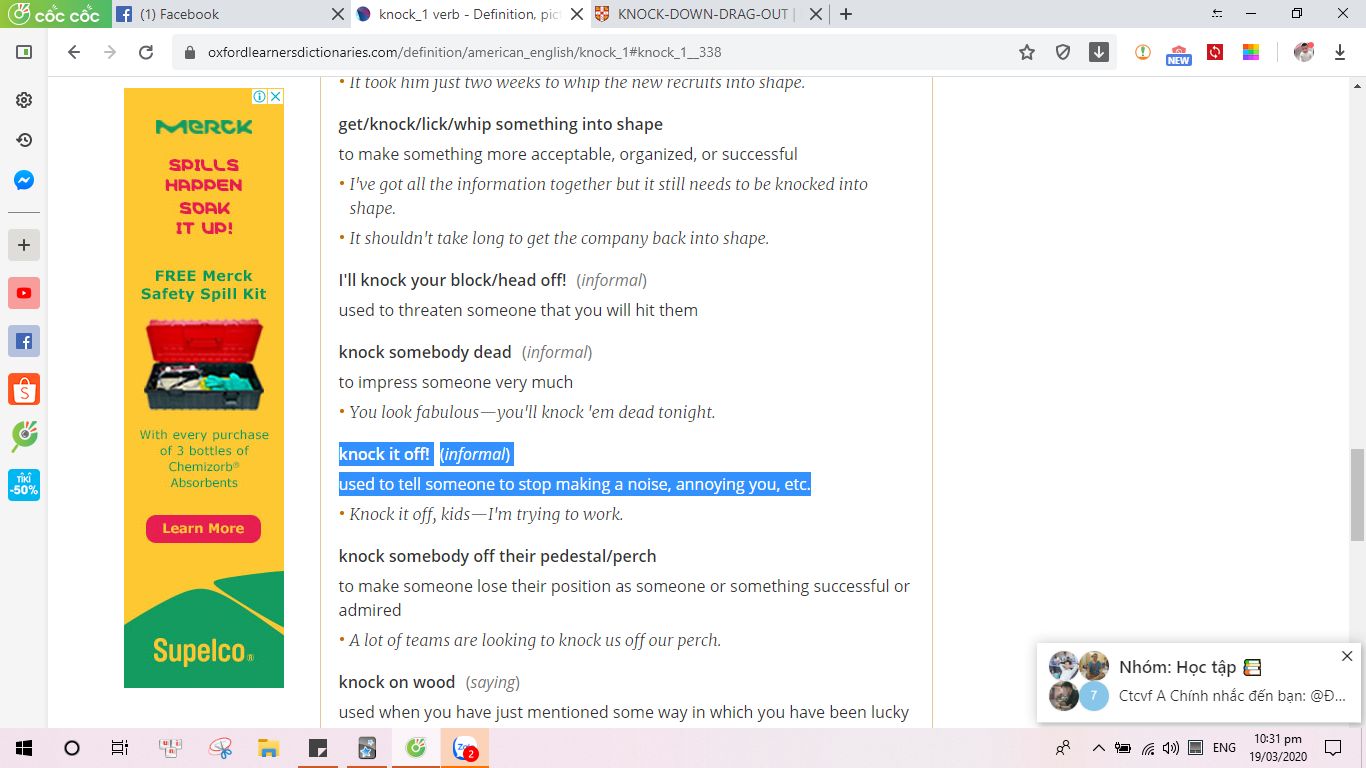 cốc cốc
(1) Facebook
knock_1 verb - Definition, pict
KNOCK-DOWN-DRAG-OUT |
oxfordlearnersdictionaries.com/definition/american_english/knock_1#knock_1__338
NEW
• It took him just two weeks to whip the new recruits into shape.
get/knock/lick/whip something into shape
to make something more acceptable, organized, or successful
• I've got all the information together but it still needs to be knocked into
shape.
• It shouldn't take long to get the company back into shape.
I'll knock your block/head off! (informal)
used to threaten someone that you will hit them
knock somebody dead (informal)
to impress someone very much
• You look fabulous—you'll knock 'em dead tonight.
knock it off! (informal)
used to tell someone to stop making a noise, annoying you, etc.
• Knock it off, kids—I'm trying to work.
knock somebody off their pedestal/perch
to make someone lose their position as someone or something successful or
admired
• A lot of teams are looking to knock us off our perch.
knock on wood (saying)
used when you have just mentioned some way in which you have been lucky
MERCK
SPILLS
HAPPEN
SOAK
IT UP!
FREE Merck
Safety Spill Kit
With every purchase
of 3 bottles of
Chemizorb®
Absorbents
Learn More
Supelco®
TIKI
-50%
Nhóm: Học tập
7
Ctcvf A Chính nhắc đến bạn: @Đ...
Zalo
2
ENG
10:31 pm
19/03/2020